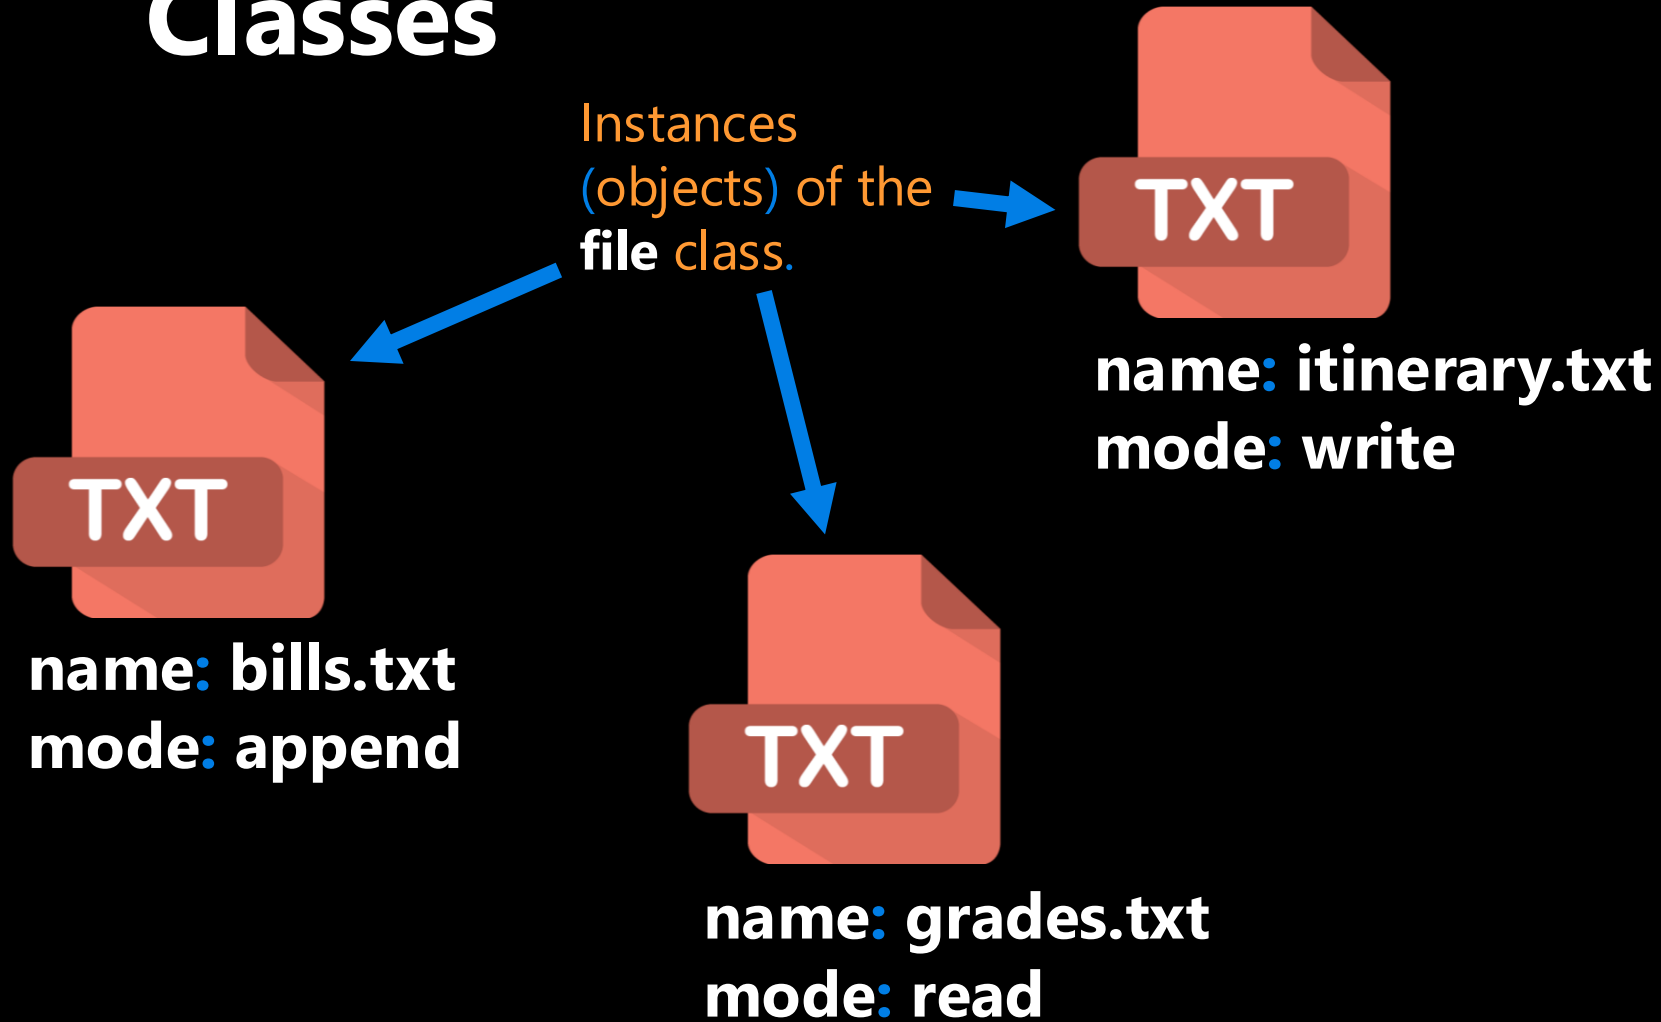 Classes
Instances
(objects) of the
file class.
TXT
name: itinerary.txt
mode: write
TXT
name: bills.txt
mode: append
TXT
name: grades.txt
mode: read